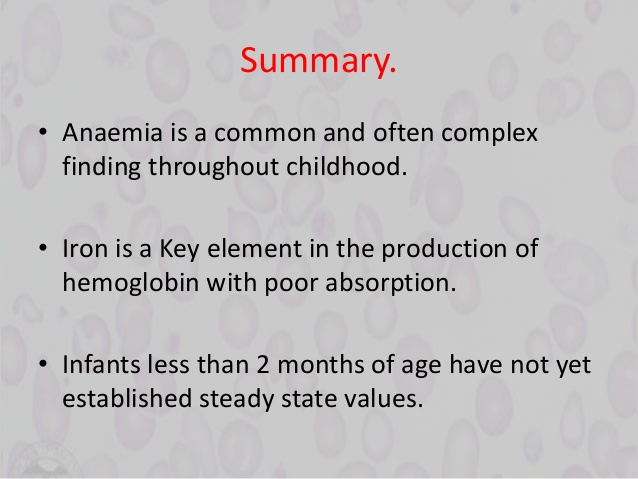 Summary.
• Anaemia is a common and often complex
finding throughout childhood.
• Iron is a Key element in the production of
hemoglobin with poor absorption.
• Infants less than 2 months of age have not yet
established steady state values.